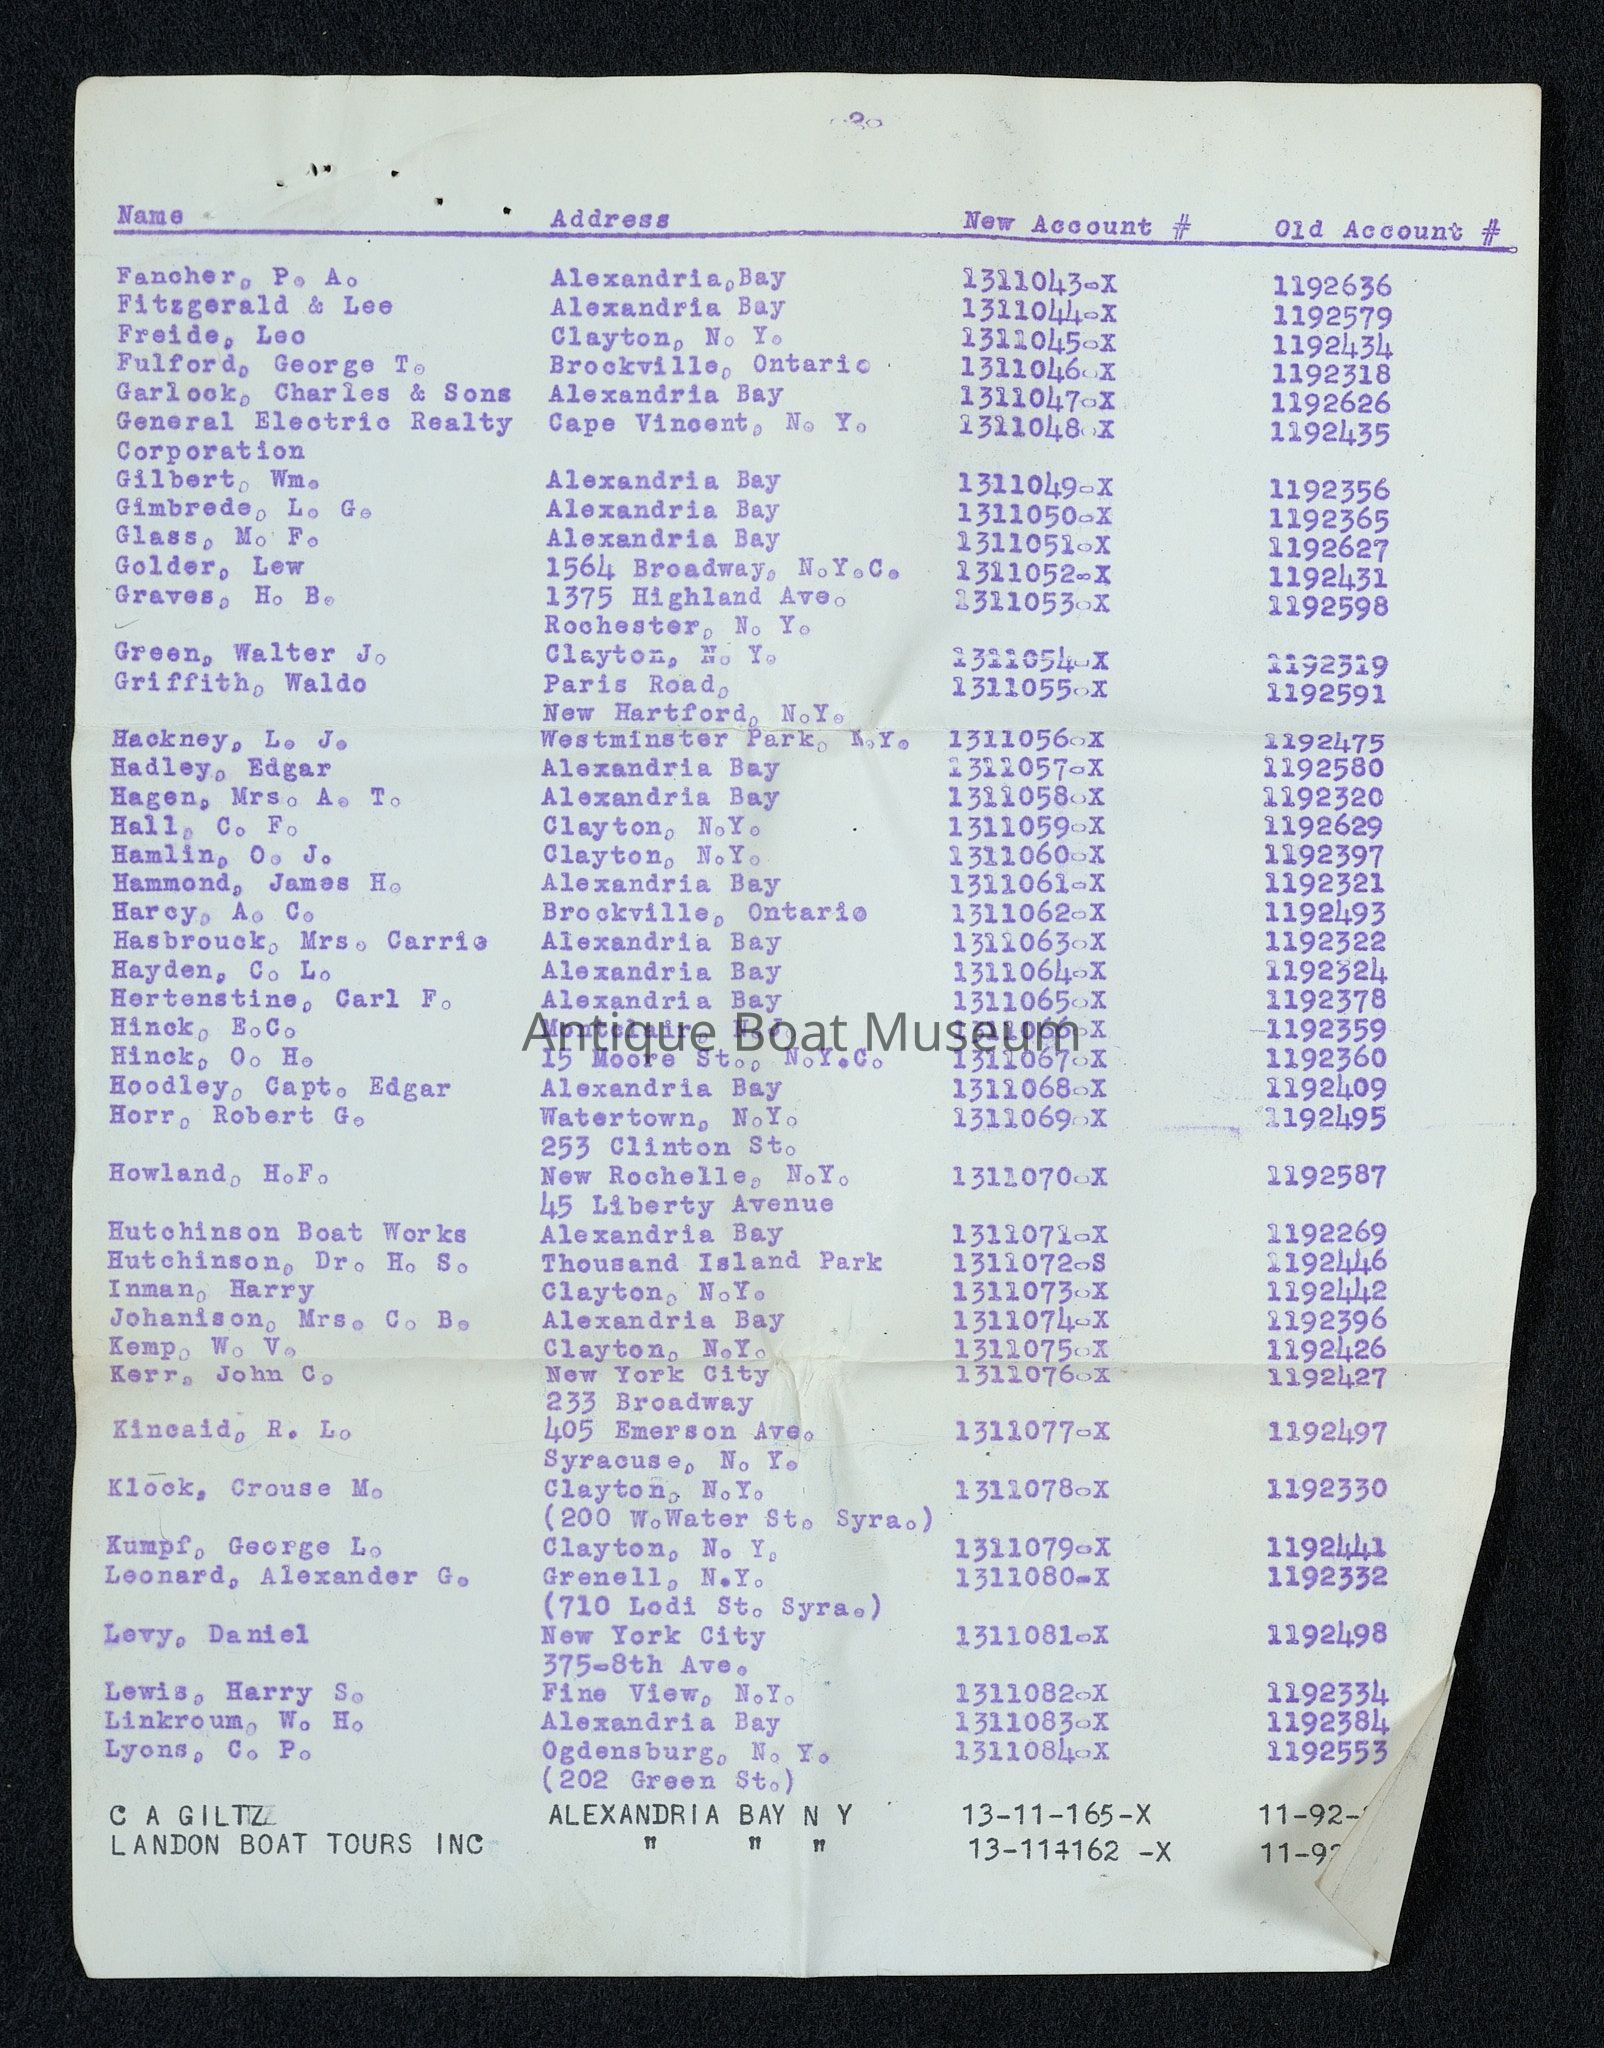 -2-
Name Address New Account # Old Account #
Fancher, P. A. Alexandria,Bay 1311043-X 1192636
Fitzgerald & Lee Alexandria Bay 1311044-X 1192579
Freide, Leo Clayton, N. Y. 1311045-X 1192434
Fulford, George T. Brockville, Ontario 1311046-X 1192318
Garlock, Charles & Sons Alexandria Bay 1311047-X 1192626
General Electric Realty Cape Vincent, N. Y. 1311048-X 1192435
Corporation
Gilbert, Wm. Alexandria Bay 1311049-X 1192356
Gimbrede, L. G. Alexandria Bay 1311050-X 1192365
Glass, M. F. Alexandria Bay 1311051-X 1192627
Golder, Lew 1564 Broadway, N.Y.C. 1311052-X 1192431
Graves, H. B. 1375 Highland Ave. 1311053-X 1192598
Rochester, N. Y.
Green, Walter J. Clayton, N. Y. 1311054-X 1192319
Griffith, Waldo Paris Road, 1311055-X 1192591
New Hartford, N.Y.
Hackney, L. J. Westminster Park, N.Y. 1311056-X 1192475
Hadley, Edgar Alexandria Bay 1311057-X 1192580
Hagen, Mrs. A. T. Alexandria Bay 1311058-X 1192320
Hall, C. F. Clayton, N.Y. 1311059-X 1192629
Hamlin, O. J. Clayton, N.Y. 1311060-X 1192397
Hammond, James H. Alexandria Bay 1311061-X 1192321
Harcy, A. C. Brockville, Ontario 1311062-X 1192493
Hasbrouck, Mrs. Carrie Alexandria Bay 1311063-X 1192322
Hayden, C. L. Alexandria Bay 1311064-X 1192324
Hertenstine, Carl F. Alexandria Bay 1311065-X 1192378
Hinck, E.C. Montclair, N.J. 1311066-X 1192359
Antique Boat Museum
Hinck, O. H. 15 Moore St., N.Y.C. 1311067-X 1192360
Hoodley, Capt. Edgar Alexandria Bay 1311068-X 1192409
Horr, Robert G. Watertown, N.Y. 1311069-X 1192495
253 Clinton St.
Howland, H.F. New Rochelle, N.Y. 1311070-X 1192587
45 Liberty Avenue
Hutchinson Boat Works Alexandria Bay 1311071-X 1192269
Hutchinson, Dr. H. S. Thousand Island Park 1311072-S 1192446
Inman, Harry Clayton, N.Y. 1311073-X 1192442
Johanison, Mrs. C. B. Alexandria Bay 1311074-X 1192396
Kemp, W. V. Clayton, N.Y. 1311075-X 1192426
Kerr, John C. New York City 1311076-X 1192427
233 Broadway
Kincaid, R. L. 405 Emerson Ave. 1311077-X 1192497
Syracuse, N. Y.
Klock, Crouse M. Clayton, N.Y. 1311078-X 1192330
(200 W.Water St. Syra.)
Kumpf, George L. Clayton, N. Y. 1311079-X 1192441
Leonard, Alexander G. Grenell, N.Y. 1311080-X 1192332
(710 Lodi St. Syra.)
Levy, Daniel New York City 1311081-X 1192498
375-8th Ave.
Lewis, Harry S. Fine View, N.Y. 1311082-X 1192334
Linkroum, W. H. Alexandria Bay 1311083-X 1192384
Lyons, C. P. Ogdensburg, N. Y. 1311084-X 1192553
(202 Green St.)
C A GILTZ ALEXANDRIA BAY N Y 13-11-165-X 11-92-
LANDON BOAT TOURS INC " " " 13-11-162 -X 11-92